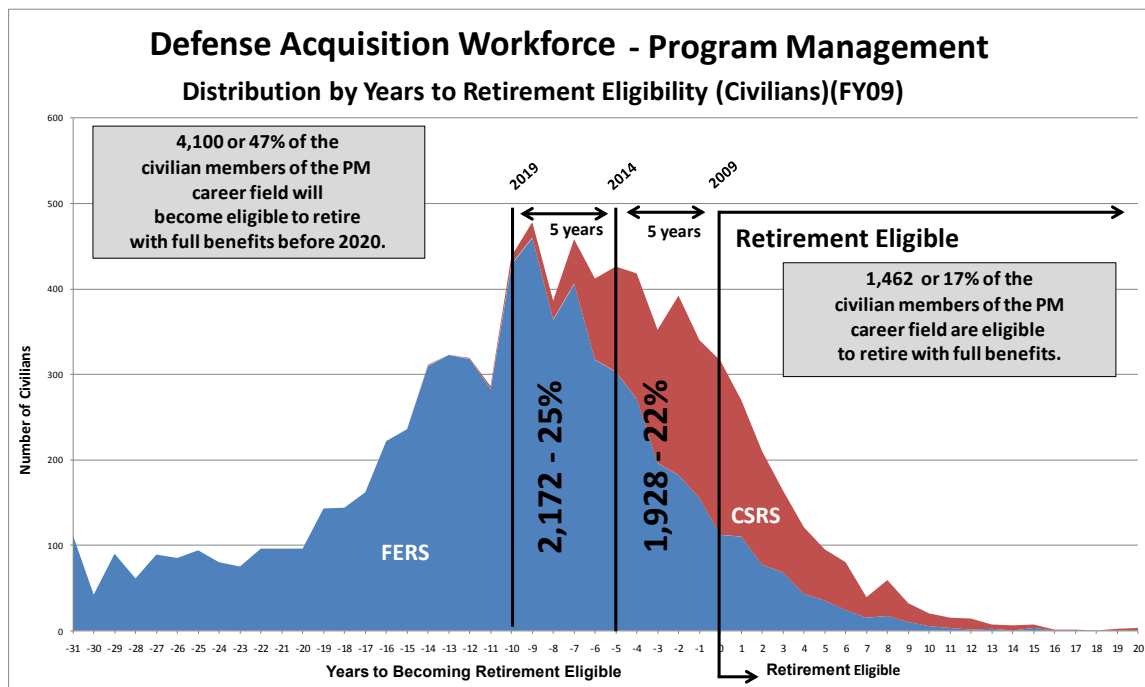 Defense Acquisition Workforce - Program Management
Distribution by Years to Retirement Eligibility (Civilians)(FY09)
4,100 or 47% of the
civilian members of the PM
career field will
become eligible to retire
with full benefits before 2020.
2019
2014
2009
5 years
5 years
Retirement Eligible
1,462 or 17% of the
civilian members of the PM
career field are eligible
to retire with full benefits.
Number of Civilians
600
500
400
300
200
100
0
FERS
2,172 - 25%
1,928 - 22%
CSRS
-31 -30 -29 -28 -27 -26 -25 -24 -23 -22 -21 -20 -19 -18 -17 -16 -15 -14 -13 -12 -11 -10 -9 -8 -7 -6 -5 -4 -3 -2 -1 0 1 2 3 4 5 6 7 8 9 10 11 12 13 14 15 16 17 18 19 20
Years to Becoming Retirement Eligible
Retirement Eligible